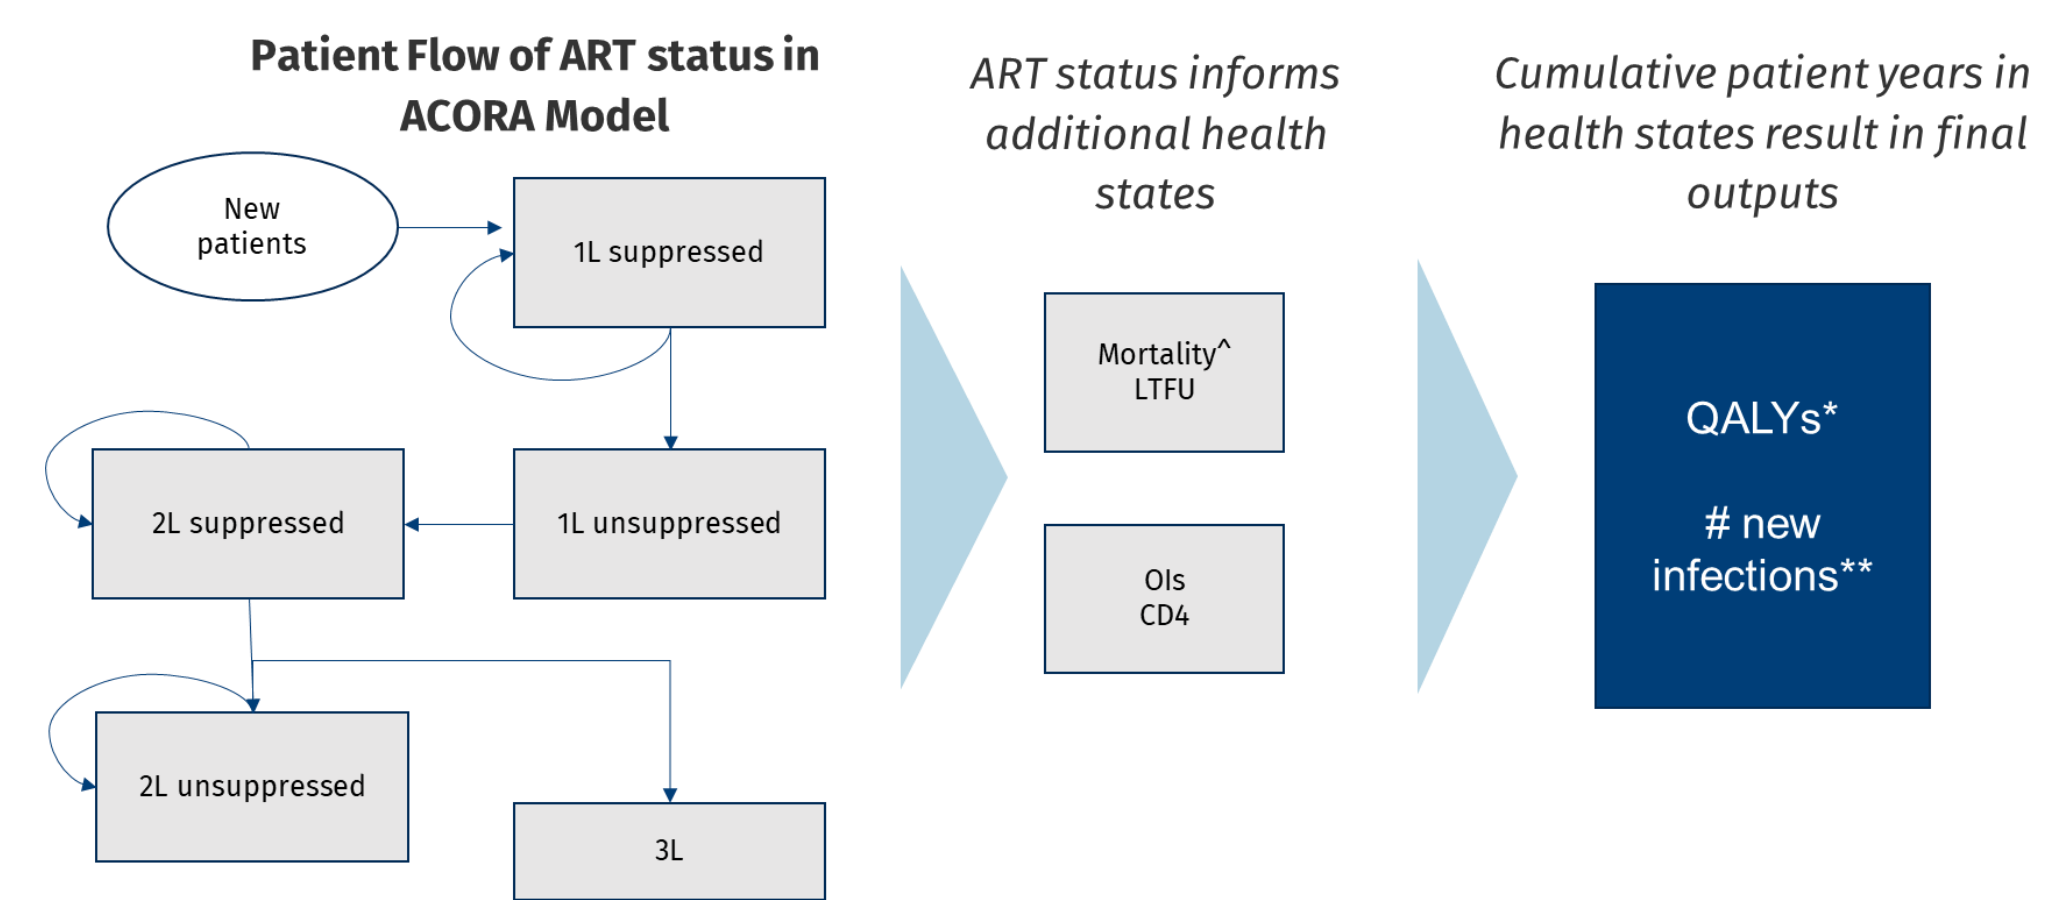 Patient Flow of ART status in
ACORA Model
New
patients
1L suppressed
2L suppressed
1L unsuppressed
2L unsuppressed
3L
ART status informs
additional health
states
Mortality^
LTFU
OIs
CD4
Cumulative patient years in
health states result in final
outputs
QALYs*
# new
infections**